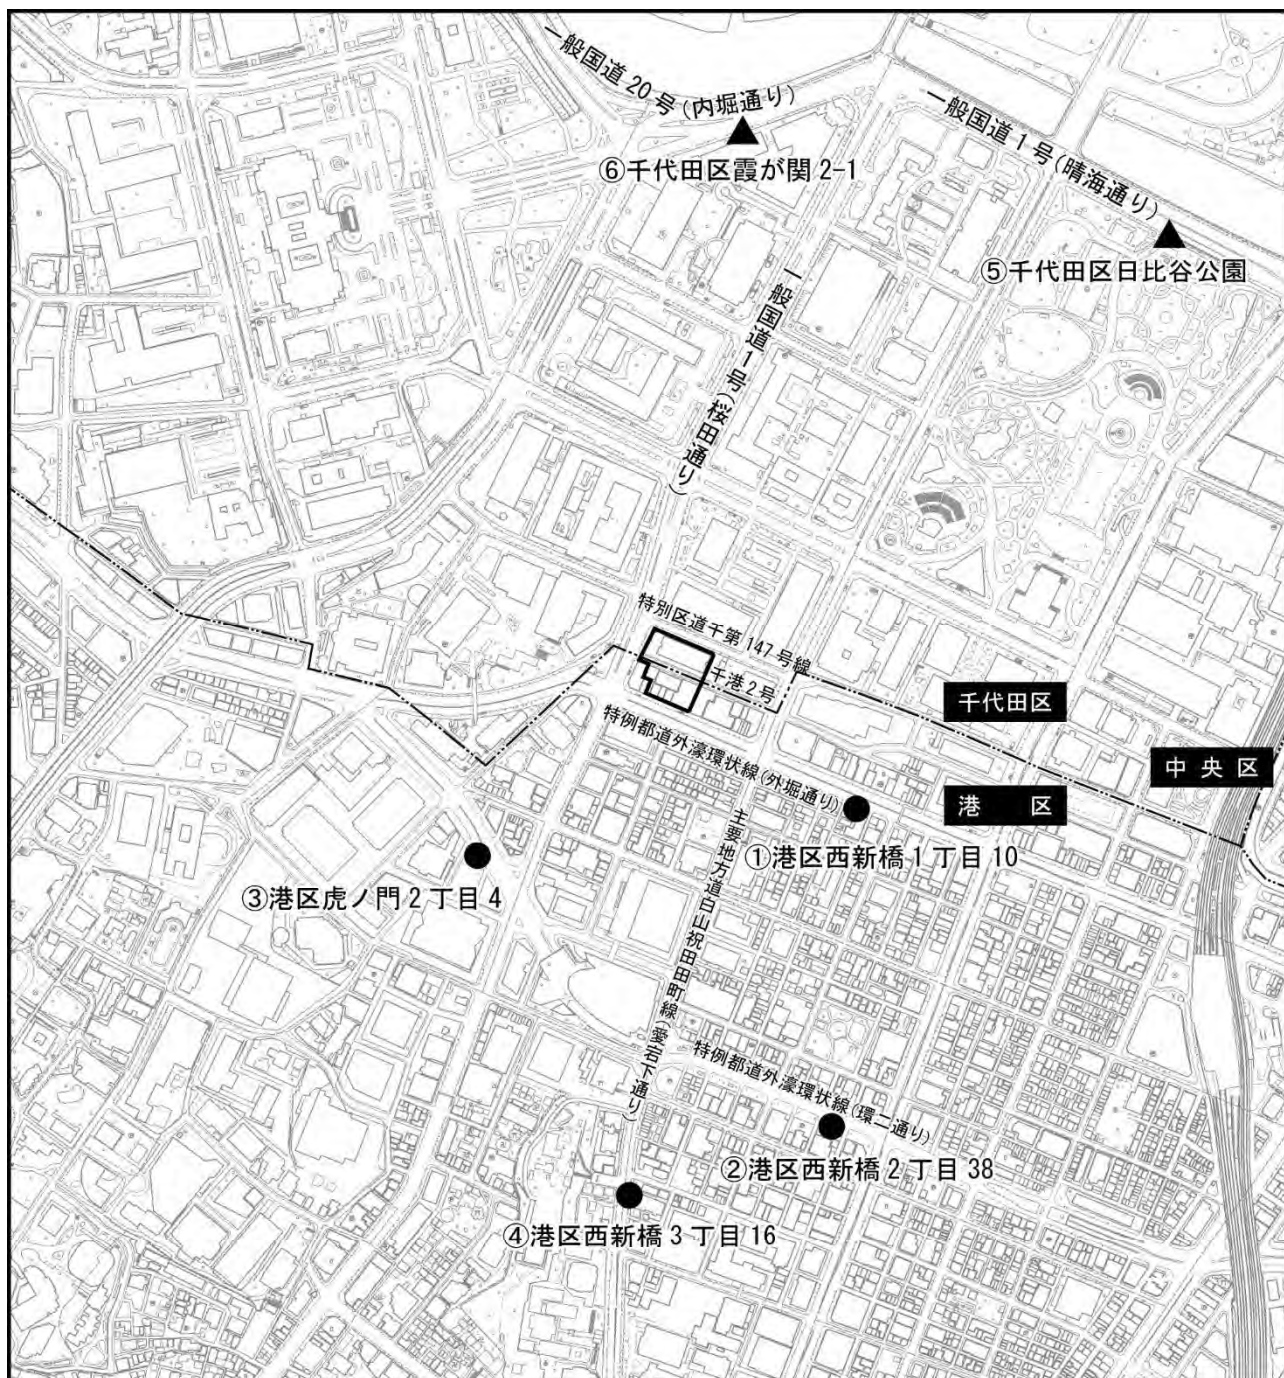 一般国道20号(内堀通り)
一般国道1号(晴海通り)
⑥千代田区霞が関2-1
⑤千代田区日比谷公園
一般国道1号(桜田通り)
特別区道千第147号線
千港2号
千代田区
特例都道外濠環状線(外堀通り)
中央区
港区
①港区西新橋1丁目10
③港区虎ノ門2丁目4
主要地方道白山祝田田町線(愛宕下通り)
特例都道外濠環状線(環二通り)
②港区西新橋2丁目38
④港区西新橋3丁目16